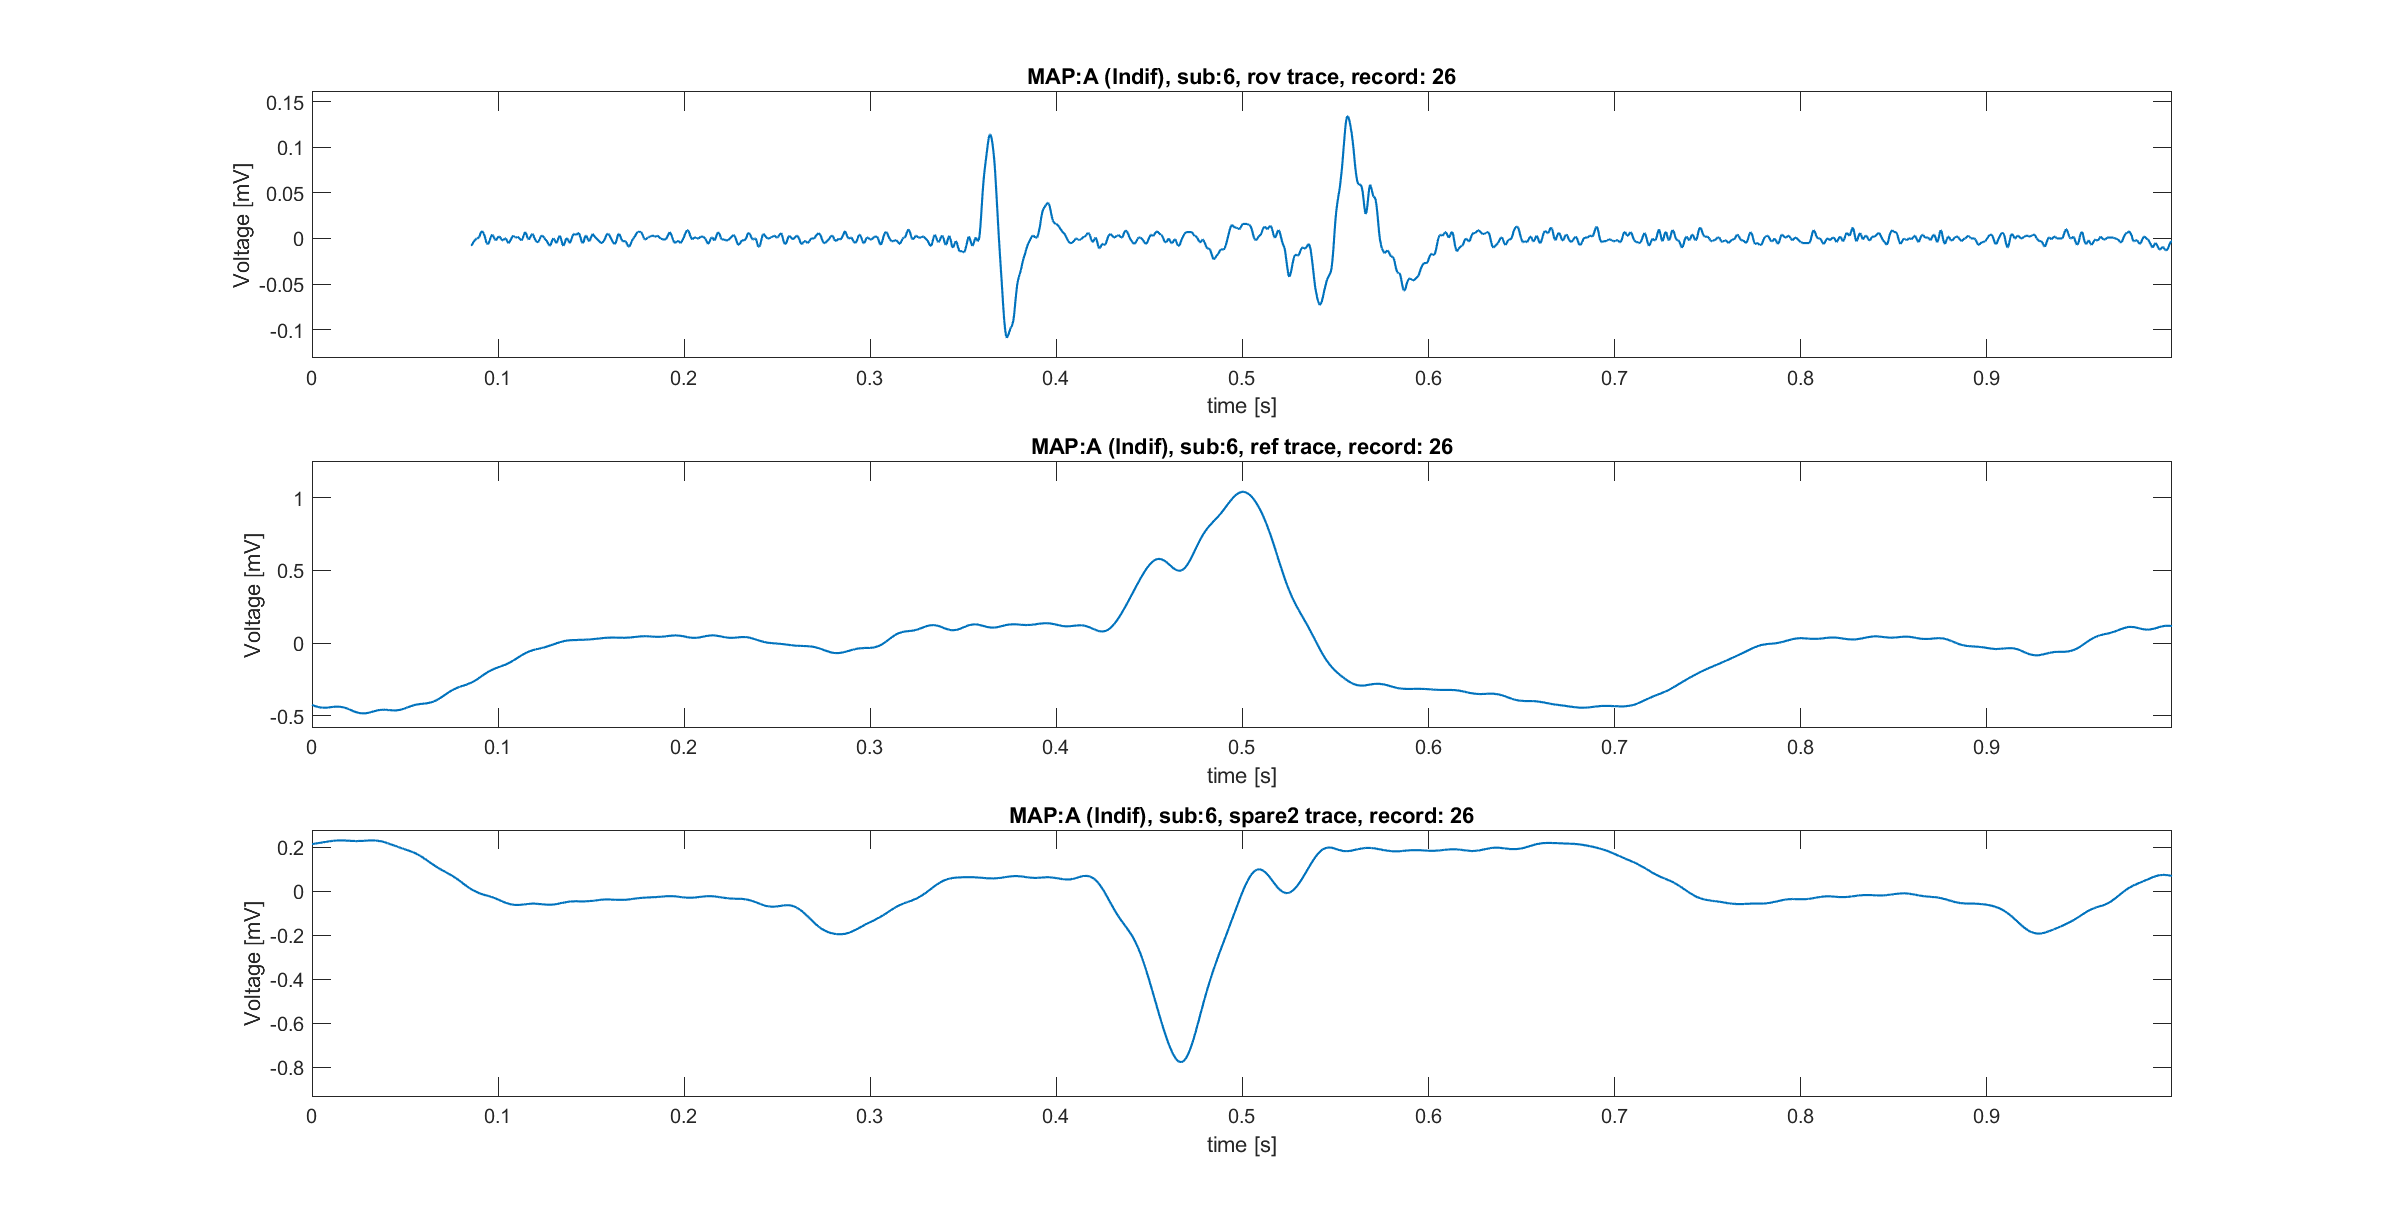 MAP:A (Indif), sub:6, rov trace, record: 26
Voltage [mV]
0.15
0.1
0.05
0
-0.05
-0.1
0 0.1 0.2 0.3 0.4 0.5 0.6 0.7 0.8 0.9
time [s]
MAP:A (Indif), sub:6, ref trace, record: 26
Voltage [mV]
1
0.5
0
-0.5
0 0.1 0.2 0.3 0.4 0.5 0.6 0.7 0.8 0.9
time [s]
MAP:A (Indif), sub:6, spare2 trace, record: 26
Voltage [mV]
0.2
0
-0.2
-0.4
-0.6
-0.8
0 0.1 0.2 0.3 0.4 0.5 0.6 0.7 0.8 0.9
time [s]